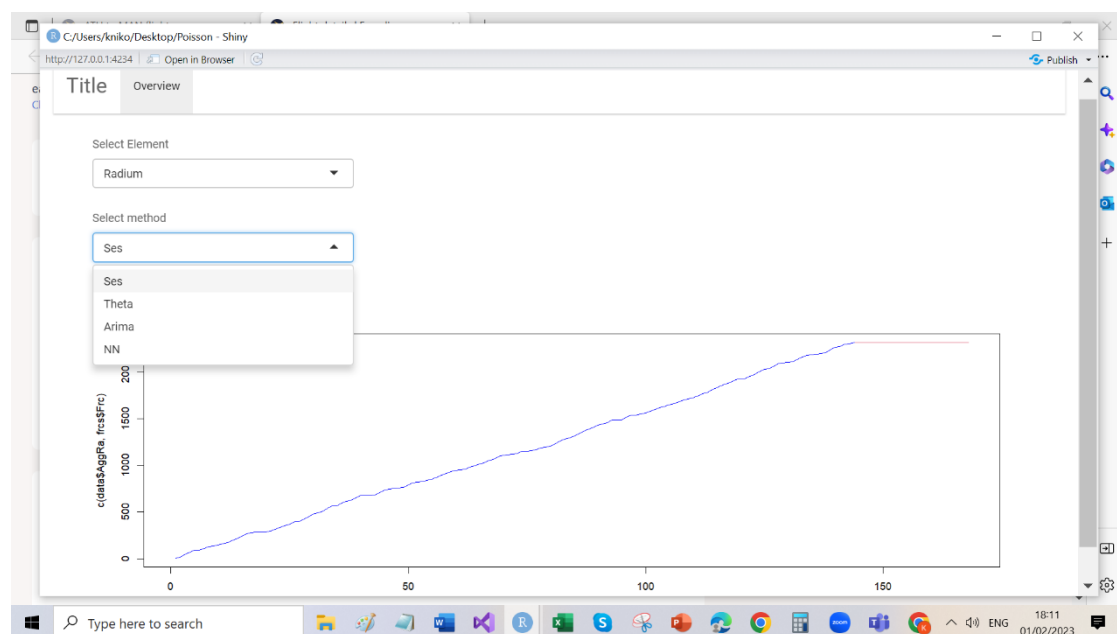 C:/Users/kniko/Desktop/Poisson - Shiny
http://127.0.0.1:4234 Open in Browser Publish
Title Overview
Select Element
Radium
Select method
Ses
Ses
Theta
Arima
NN
c(data$AggRa, frcs$Frc)
0 500 1000 1500 200
0 50 100 150
Type here to search
ENG
18:11
01/02/2023